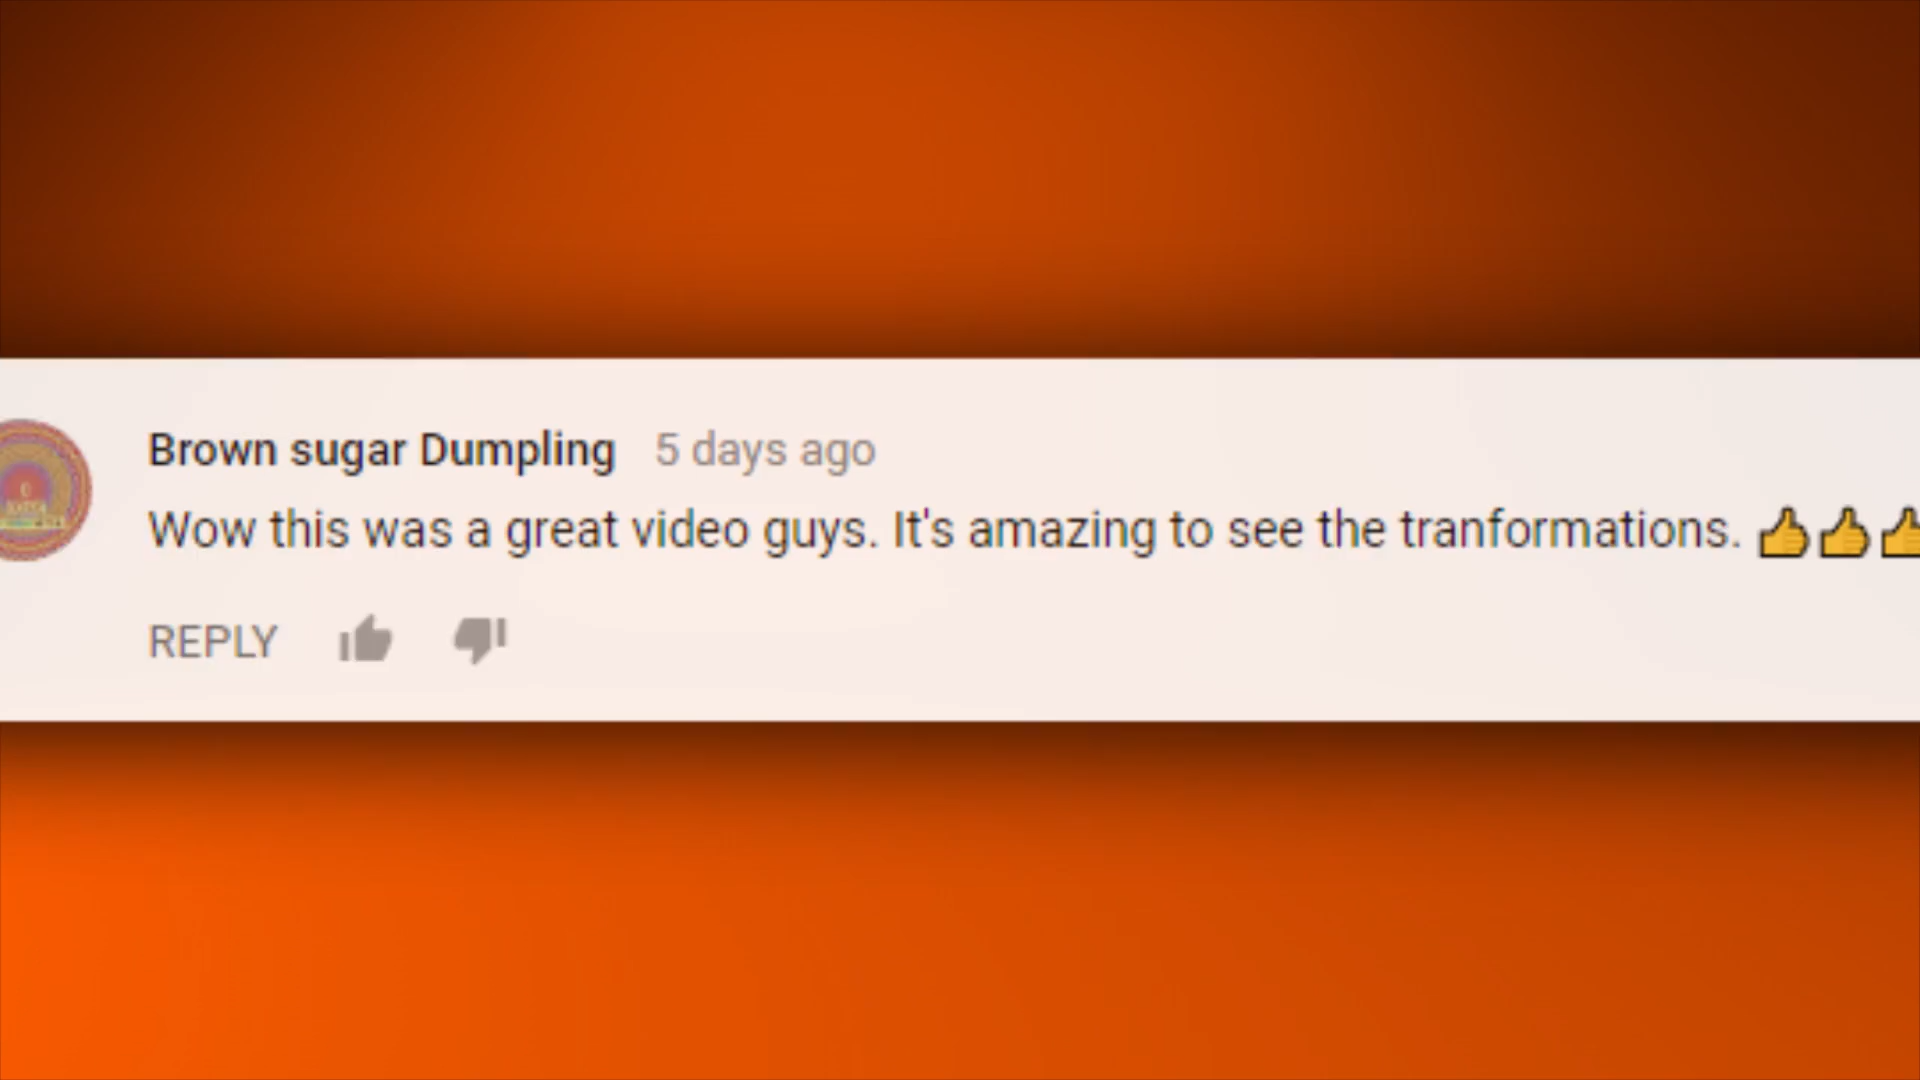 Brown sugar Dumpling 5 days ago
Wow this was a great video guys. It's amazing to see the tranformations. 👍👍👍
REPLY